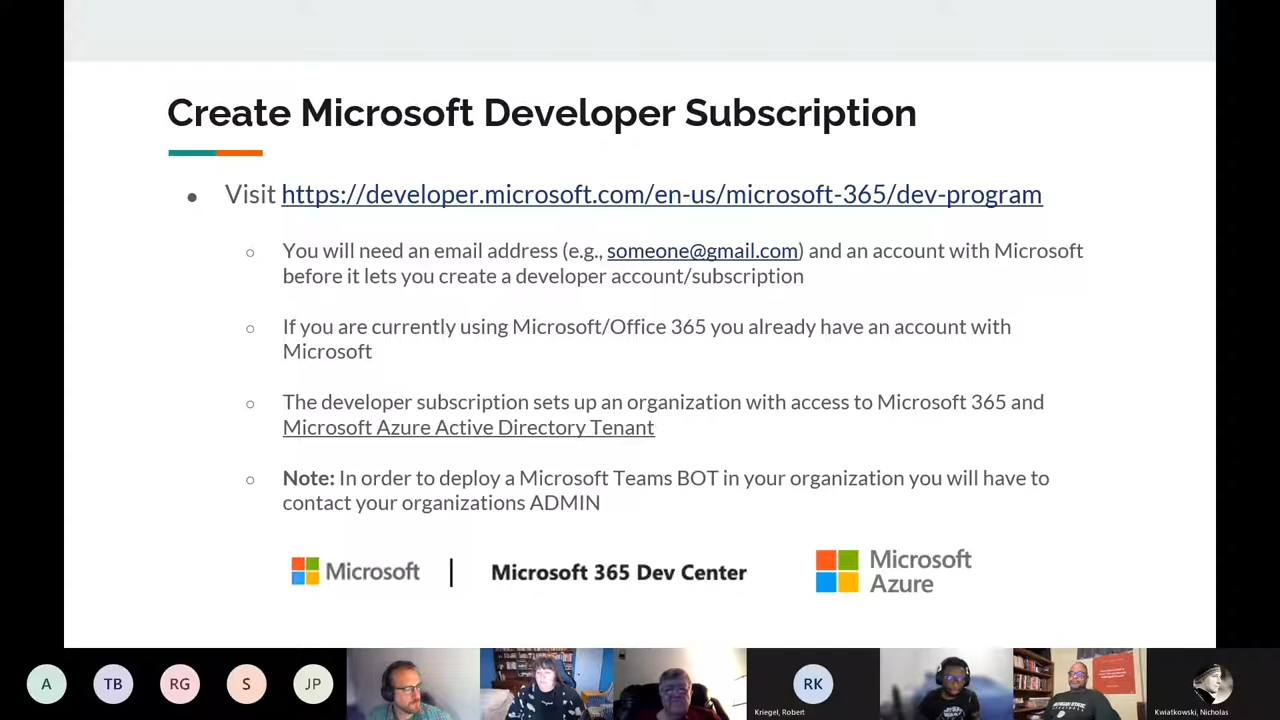 Create Microsoft Developer Subscription
● Visit https://developer.microsoft.com/en-us/microsoft-365/dev-program
○ You will need an email address (e.g., someone@gmail.com) and an account with Microsoft
before it lets you create a developer account/subscription
○ If you are currently using Microsoft/Office 365 you already have an account with
Microsoft
○ The developer subscription sets up an organization with access to Microsoft 365 and
Microsoft Azure Active Directory Tenant
○ Note: In order to deploy a Microsoft Teams BOT in your organization you will have to
contact your organizations ADMIN
Microsoft | Microsoft 365 Dev Center
Microsoft
Azure
A
TB
RG
S
JP
RK
Kriegel, Robert
Kwiatkowski, Nicholas